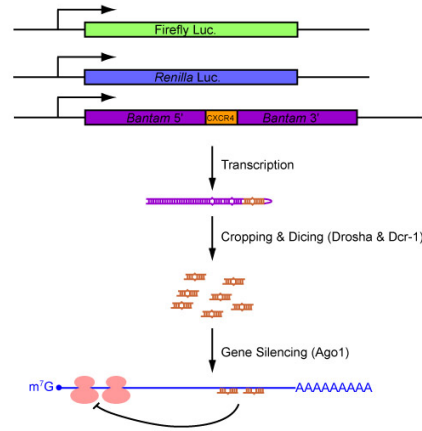 Firefly Luc.
Renilla Luc.
Bantam 5' CXCR4 Bantam 3'
Transcription
Cropping & Dicing (Drosha & Dcr-1)
Gene Silencing (Ago1)
m⁷G AAAAAAAAA